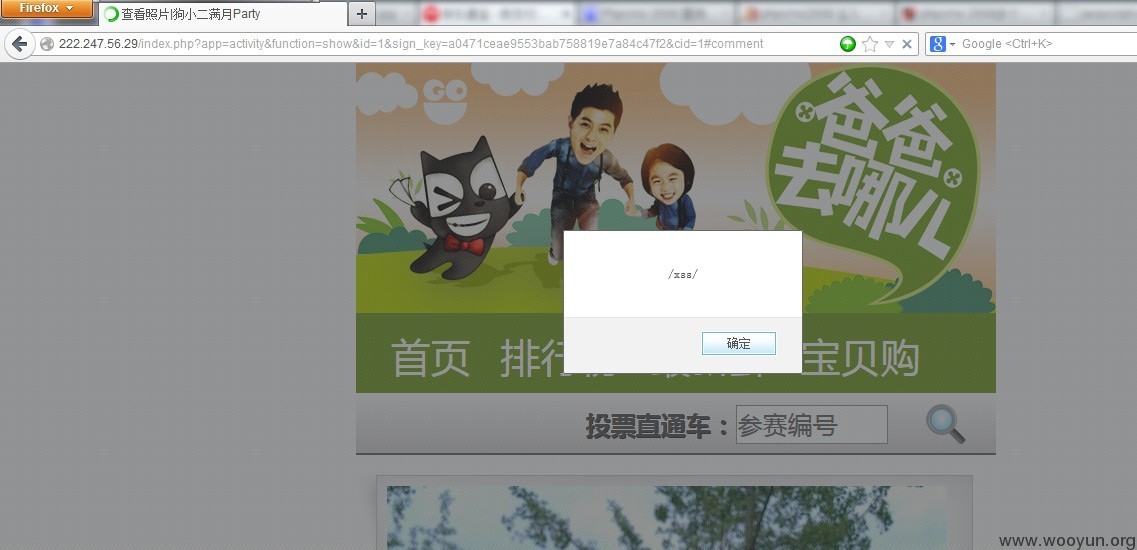 Firefox
查看照片|狗小二满月Party
222.247.56.29/index.php?app=activity&function=show&id=1&sign_key=a0471ceae9553bab758819e7a84c47f2&cid=1#comment
Google <Ctrl+K>
GO
爸爸
去哪儿
/xss/
确定
首页 排行 宝贝购
投票直通车：
参赛编号
www.wooyun.org